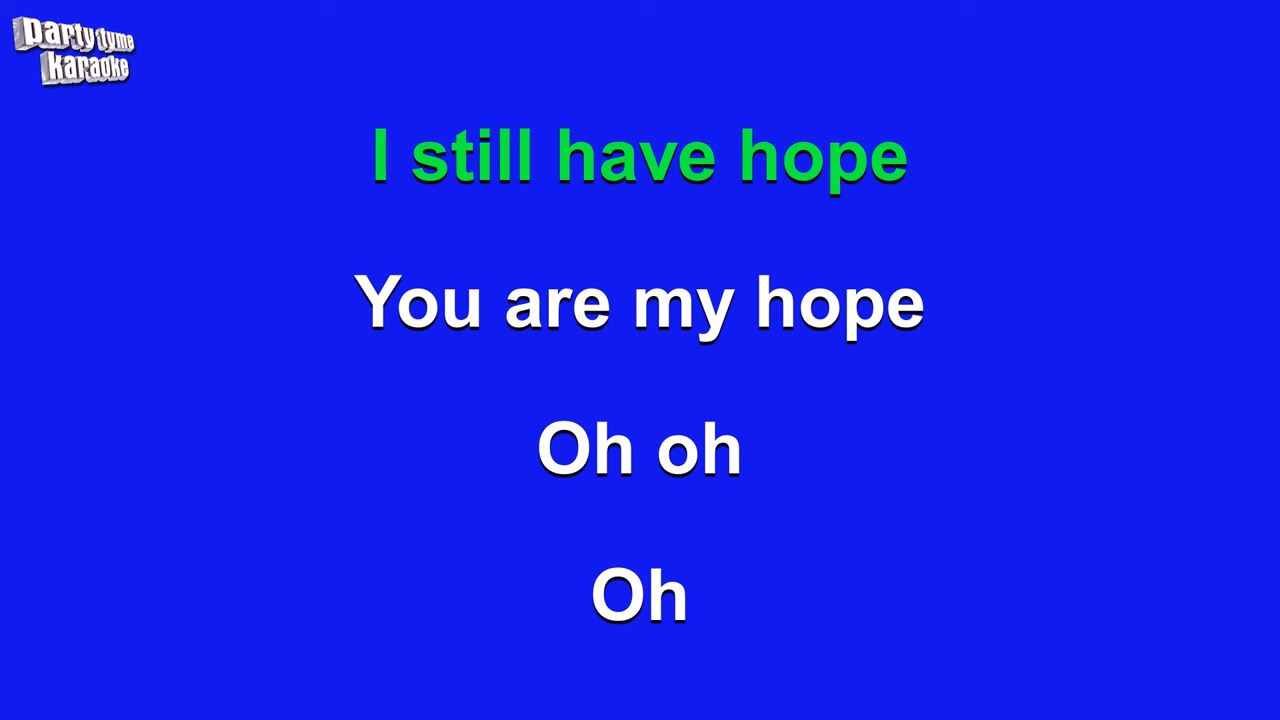 party tyme
karaoke
I still have hope
You are my hope
Oh oh
Oh